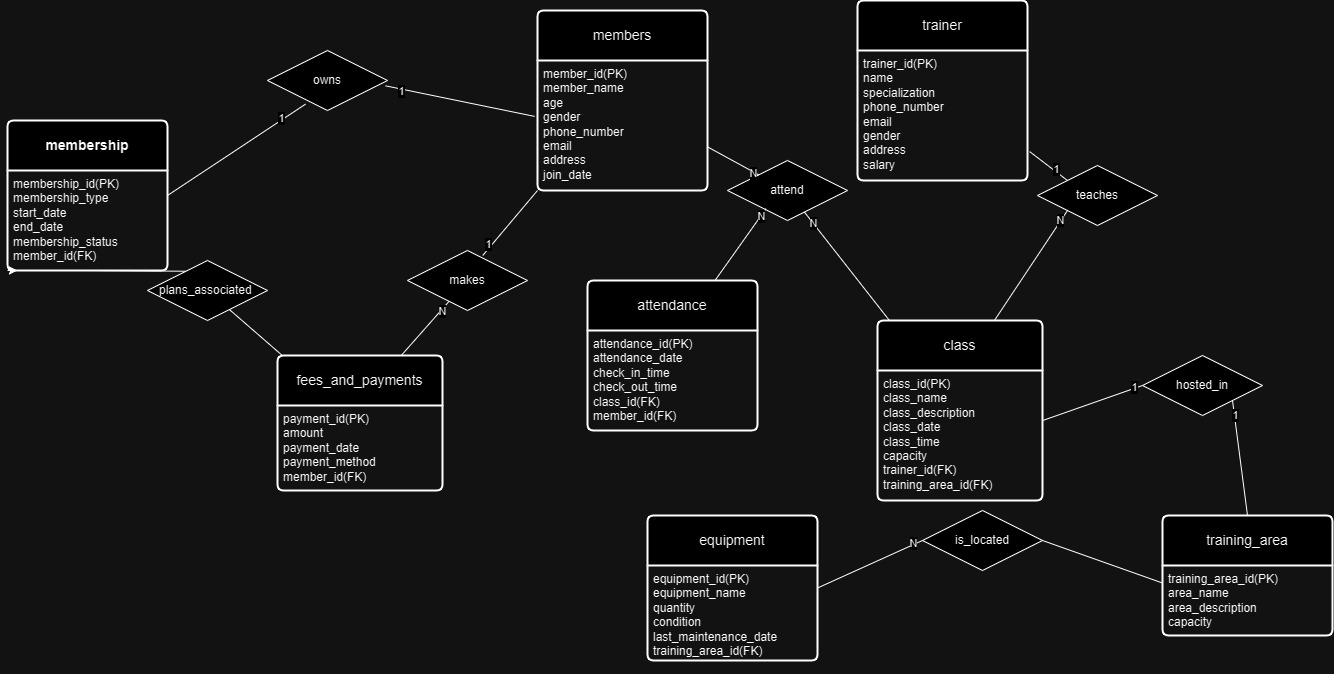 members
member_id(PK)
member_name
age
gender
phone_number
email
address
join_date
trainer
trainer_id(PK)
name
specialization
phone_number
email
gender
address
salary
owns
1
1
membership
membership_id(PK)
membership_type
start_date
end_date
membership_status
member_id(FK)
attend
N
N
N
teaches
1
N
plans_associated
makes
1
N
fees_and_payments
payment_id(PK)
amount
payment_date
payment_method
member_id(FK)
attendance
attendance_id(PK)
attendance_date
check_in_time
check_out_time
class_id(FK)
member_id(FK)
class
class_id(PK)
class_name
class_description
class_date
class_time
capacity
trainer_id(FK)
training_area_id(FK)
hosted_in
1
1
equipment
equipment_id(PK)
equipment_name
quantity
condition
last_maintenance_date
training_area_id(FK)
is_located
N
training_area
training_area_id(PK)
area_name
area_description
capacity